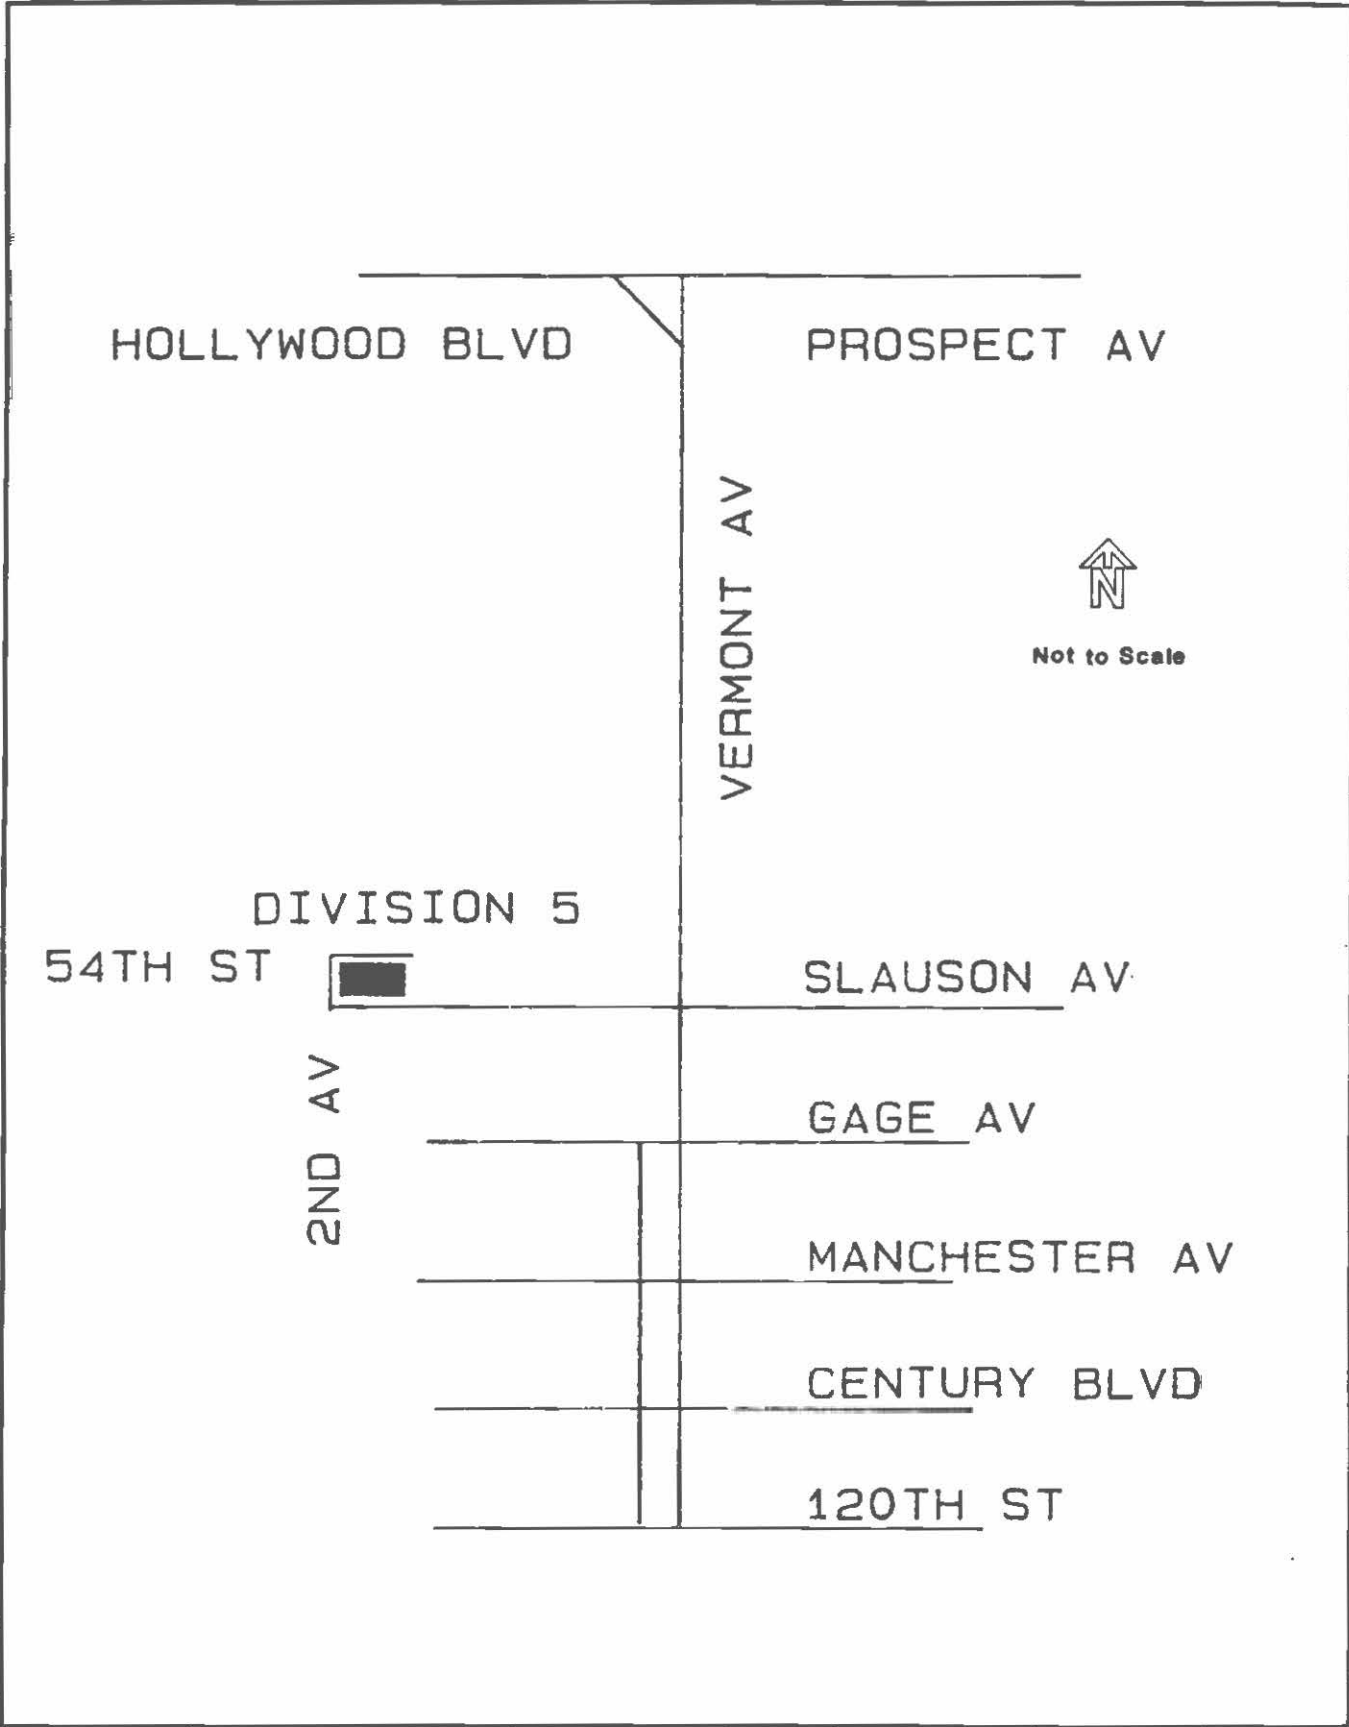 HOLLYWOOD BLVD
PROSPECT AV
VERMONT AV
N
Not to Scale
DIVISION 5
54TH ST
SLAUSON AV
2ND AV
GAGE AV
MANCHESTER AV
CENTURY BLVD
120TH ST